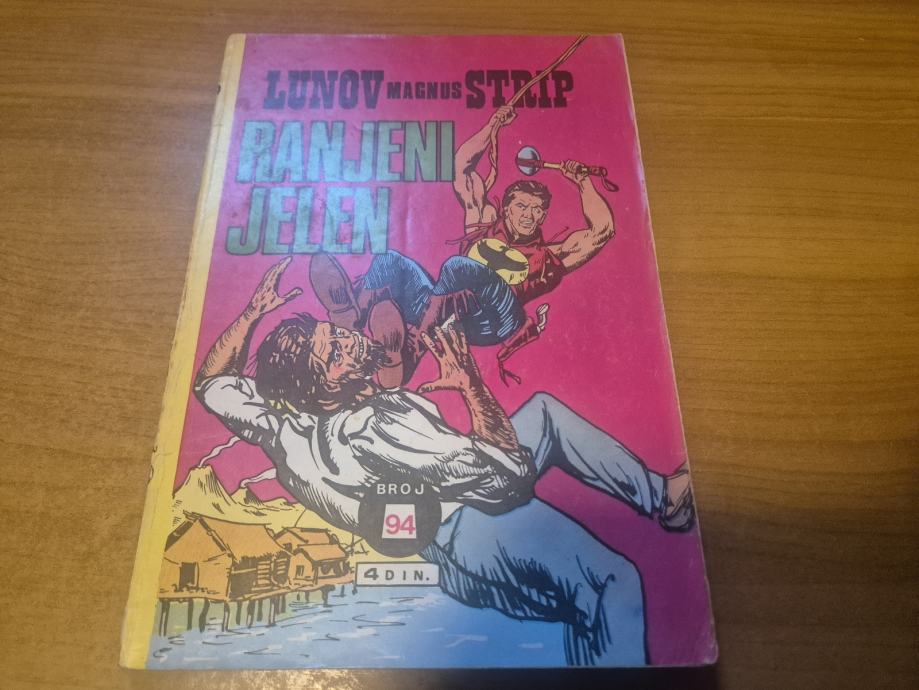 LUNOV MAGNUS STRIP
RANJENI
JELEN
BROJ
94
4 DIN.